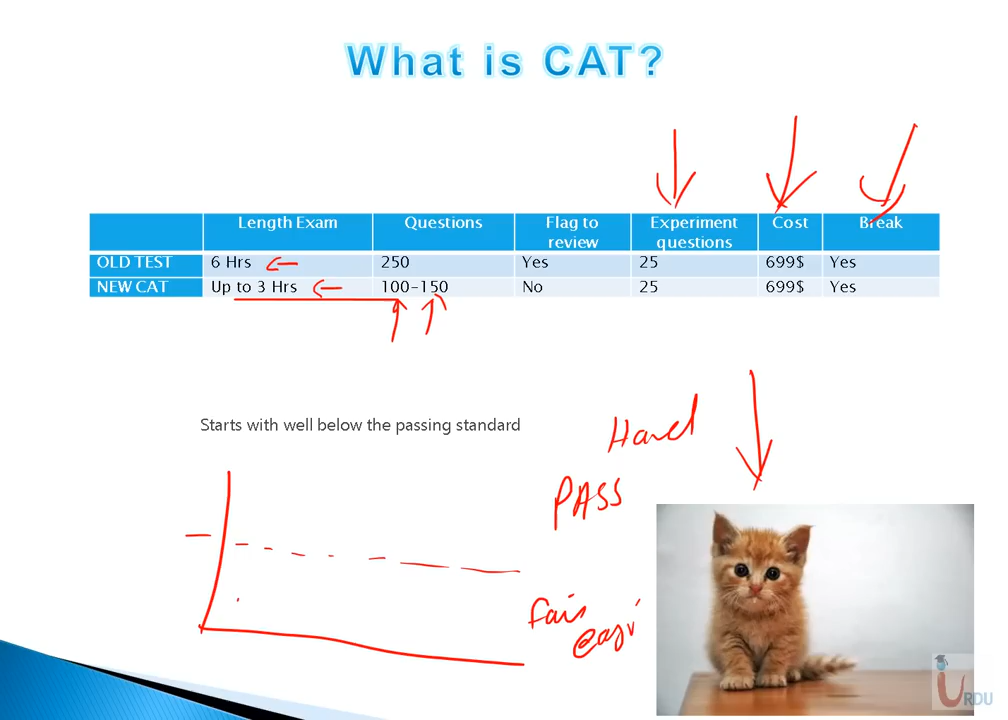 What is CAT?
Length Exam Questions Flag to review Experiment questions Cost Break
OLD TEST 6 Hrs 250 Yes 25 699$ Yes
NEW CAT Up to 3 Hrs 100-150 No 25 699$ Yes
Starts with well below the passing standard
Hard
PASS
Fail
easy
URDU